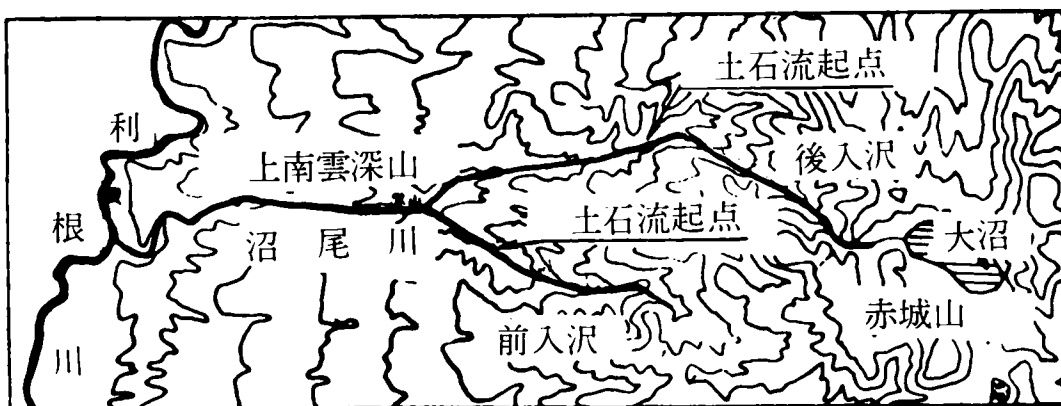 土石流起点
利
根
川
上南雲深山
後入沢
土石流起点
沼尾川
大沼
赤城山
前入沢